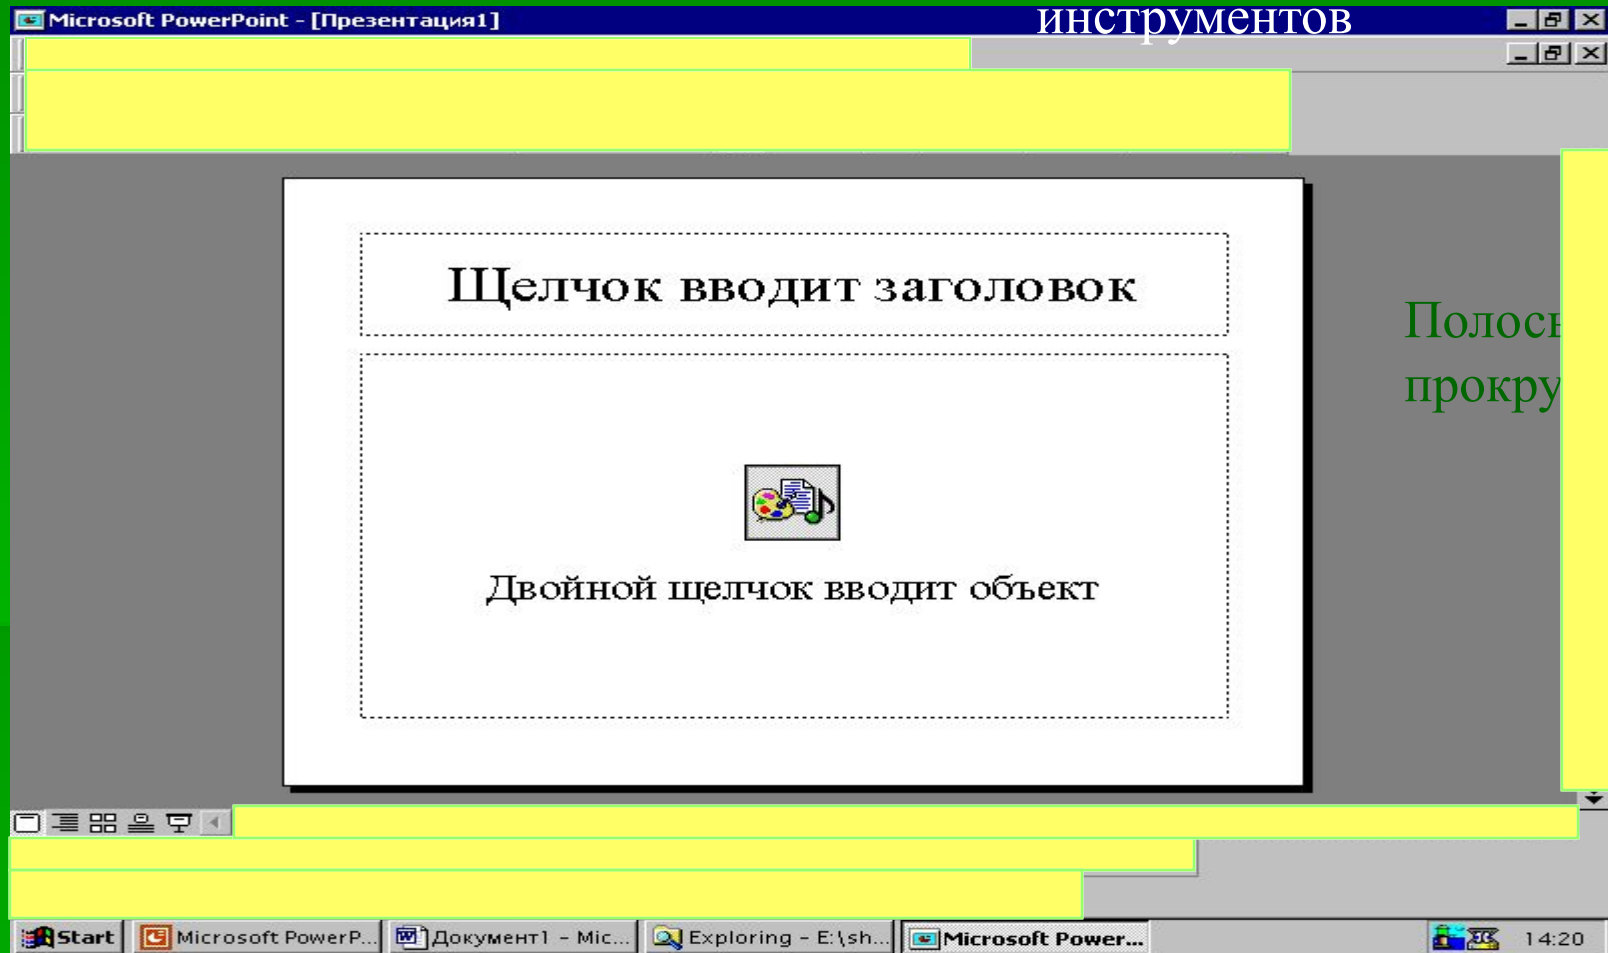 Microsoft PowerPoint - [Презентация1]
инструментов
Щелчок вводит заголовок
Полосы
прокру
Двойной щелчок вводит объект
Start
Microsoft PowerP...
Документ1 - Mic...
Exploring - E:\sh...
Microsoft Power...
14:20